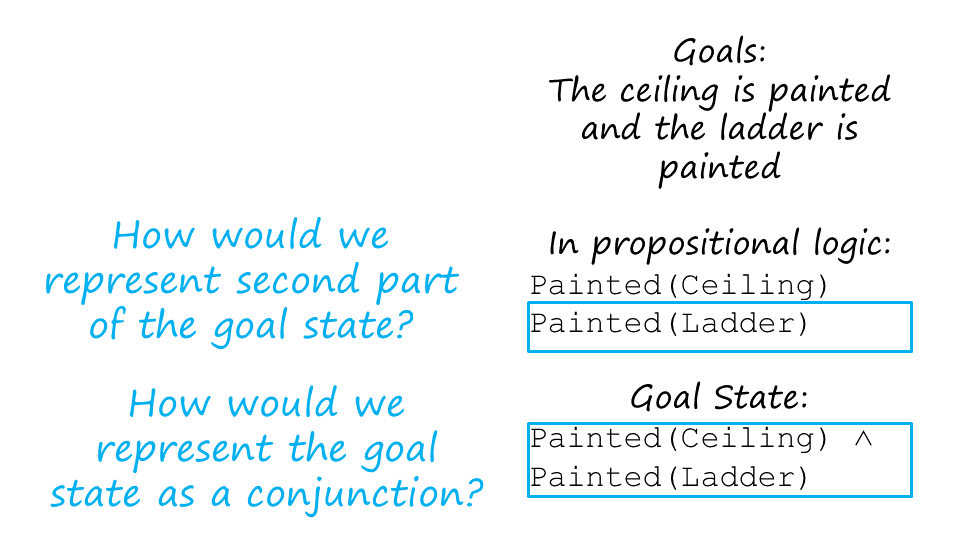 Goals:
The ceiling is painted
and the ladder is
painted
How would we
represent second part
of the goal state?
In propositional logic:
Painted(Ceiling)
Painted(Ladder)
How would we
represent the goal
state as a conjunction?
Goal State:
Painted(Ceiling) ^
Painted(Ladder)